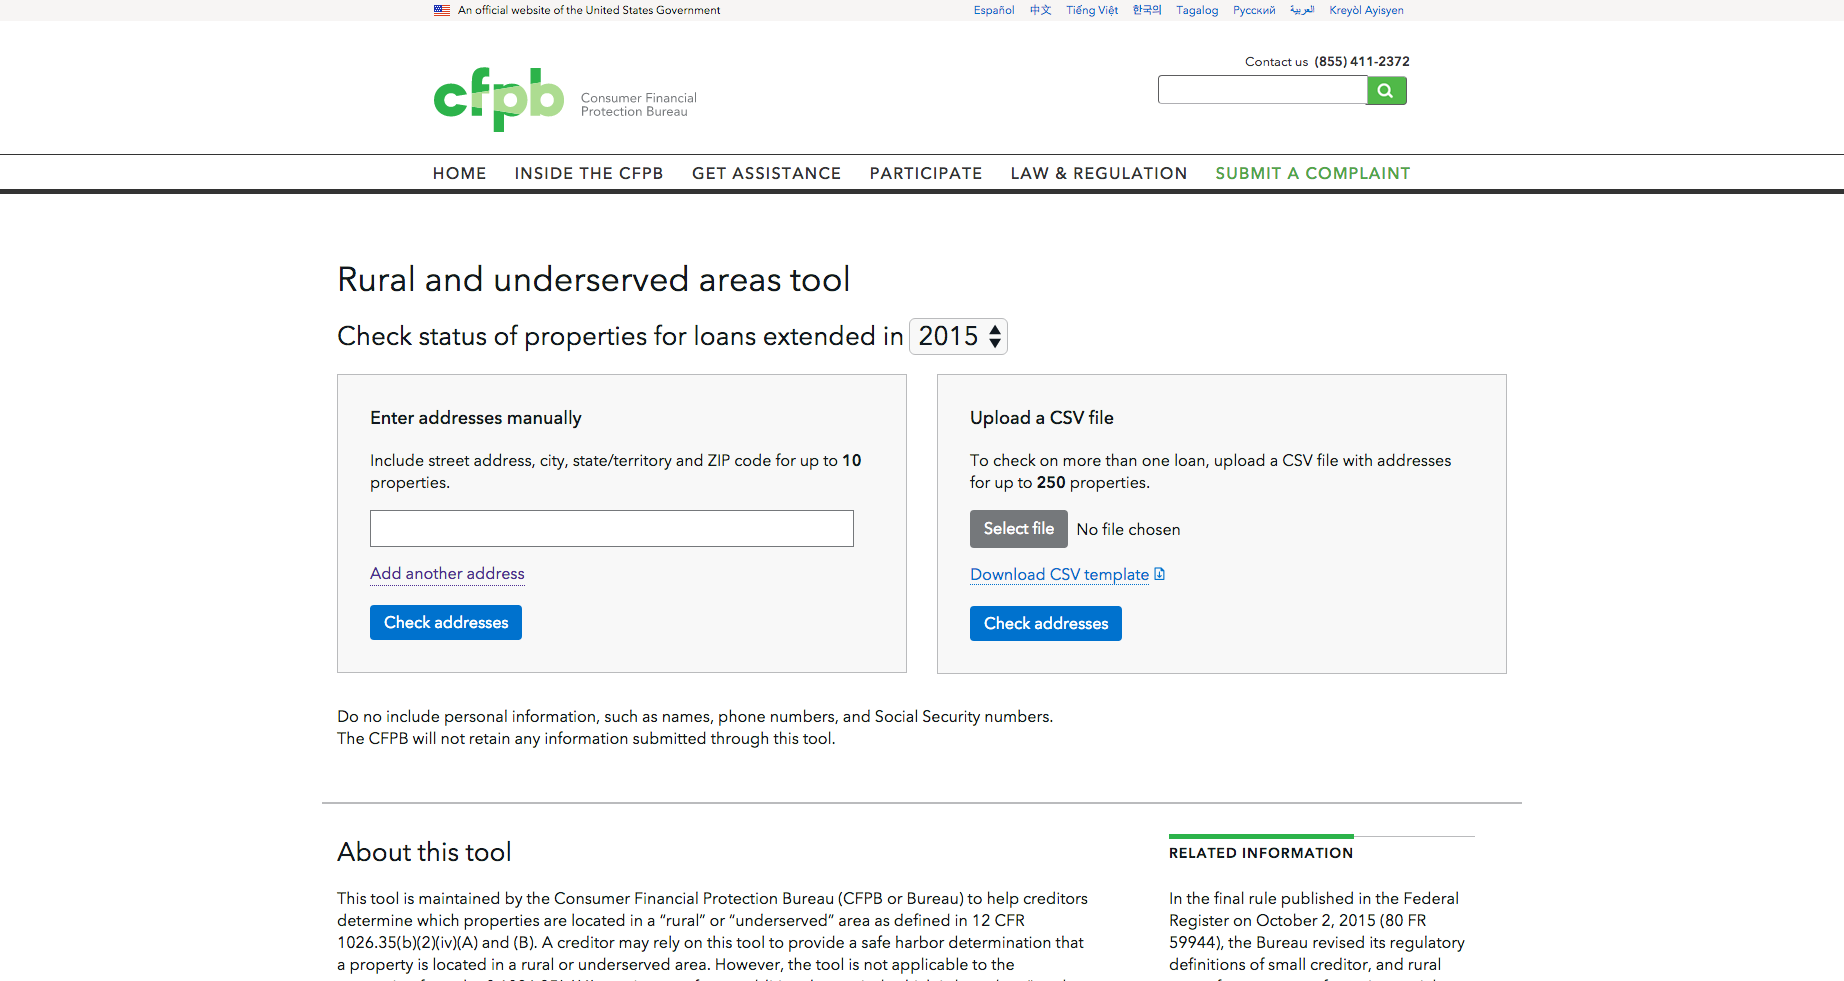 An official website of the United States Government
Español 中文 Tiếng Việt 한국의 Tagalog Русский العربية Kreyòl Ayisyen
Contact us (855) 411-2372
cfpb
Consumer Financial
Protection Bureau
HOME INSIDE THE CFPB GET ASSISTANCE PARTICIPATE LAW & REGULATION SUBMIT A COMPLAINT
Rural and underserved areas tool
Check status of properties for loans extended in 2015
Enter addresses manually
Include street address, city, state/territory and ZIP code for up to 10
properties.
Add another address
Check addresses
Upload a CSV file
To check on more than one loan, upload a CSV file with addresses
for up to 250 properties.
Select file No file chosen
Download CSV template
Check addresses
Do no include personal information, such as names, phone numbers, and Social Security numbers.
The CFPB will not retain any information submitted through this tool.
About this tool
This tool is maintained by the Consumer Financial Protection Bureau (CFPB or Bureau) to help creditors
determine which properties are located in a “rural” or “underserved” area as defined in 12 CFR
1026.35(b)(2)(iv)(A) and (B). A creditor may rely on this tool to provide a safe harbor determination that
a property is located in a rural or underserved area. However, the tool is not applicable to the
RELATED INFORMATION
In the final rule published in the Federal
Register on October 2, 2015 (80 FR
59944), the Bureau revised its regulatory
definitions of small creditor, and rural